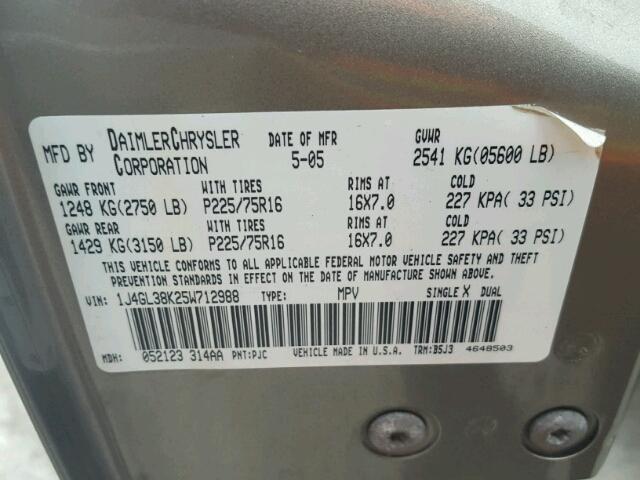 MFD BY DAIMLERCHRYSLER CORPORATION DATE OF MFR 5-05 GVWR 2541 KG(05600 LB)
GAWR FRONT WITH TIRES RIMS AT COLD
1248 KG(2750 LB) P225/75R16 16X7.0 227 KPA( 33 PSI)
GAWR REAR WITH TIRES RIMS AT COLD
1429 KG(3150 LB) P225/75R16 16X7.0 227 KPA( 33 PSI)
THIS VEHICLE CONFORMS TO ALL APPLICABLE FEDERAL MOTOR VEHICLE SAFETY AND THEFT
PREVENTION STANDARDS IN EFFECT ON THE DATE OF MANUFACTURE SHOWN ABOVE.
VIN: 1J4GL38K25W712988 TYPE: MPV SINGLE X DUAL
MDH: 052123 314AA PNT:PJC VEHICLE MADE IN U.S.A. TRM:B5J3 4648503